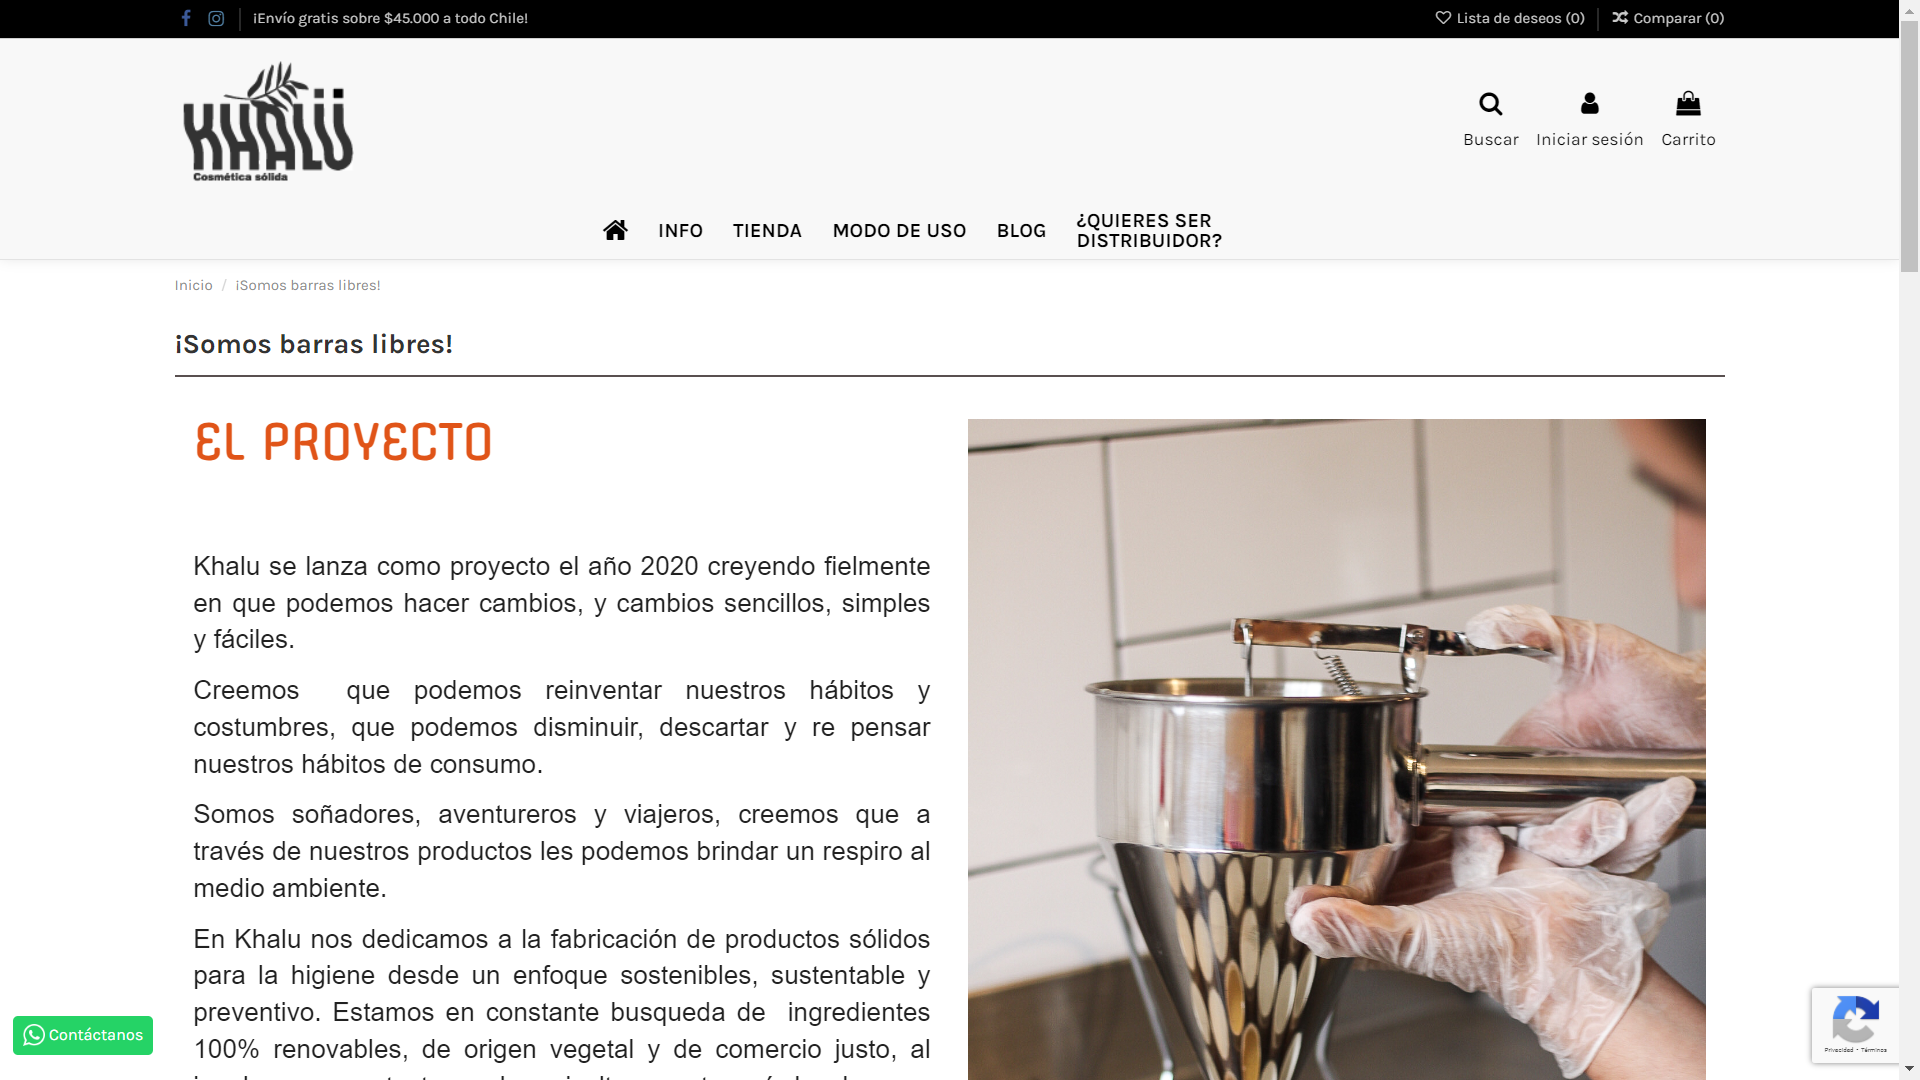 ¡Envío gratis sobre $45.000 a todo Chile!
Lista de deseos (0)
Comparar (0)
KHALÜ
Cosmética sólida
Buscar
Iniciar sesión
Carrito
INFO
TIENDA
MODO DE USO
BLOG
¿QUIERES SER
DISTRIBUIDOR?
Inicio / ¡Somos barras libres!
¡Somos barras libres!
EL PROYECTO
Khalu se lanza como proyecto el año 2020 creyendo fielmente
en que podemos hacer cambios, y cambios sencillos, simples
y fáciles.
Creemos que podemos reinventar nuestros hábitos y
costumbres, que podemos disminuir, descartar y re pensar
nuestros hábitos de consumo.
Somos soñadores, aventureros y viajeros, creemos que a
través de nuestros productos les podemos brindar un respiro al
medio ambiente.
En Khalu nos dedicamos a la fabricación de productos sólidos
para la higiene desde un enfoque sostenibles, sustentable y
preventivo. Estamos en constante busqueda de ingredientes
100% renovables, de origen vegetal y de comercio justo, al
Contáctanos
Privacidad - Términos